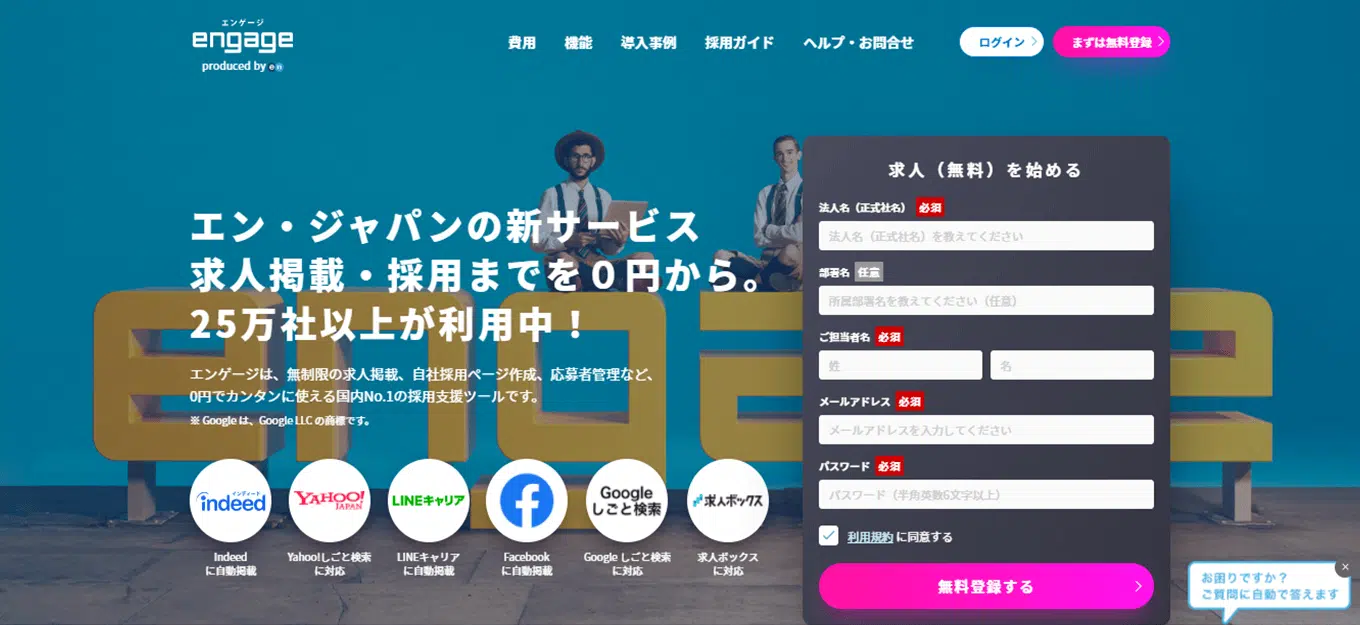 エンゲージ
engage
produced by en
費用 機能 導入事例 採用ガイド ヘルプ・お問合せ ログイン まずは無料登録
エン・ジャパンの新サービス
求人掲載・採用までを０円から。
25万社以上が利用中！
エンゲージは、無制限の求人掲載、自社採用ページ作成、応募者管理など、
0円でカンタンに使える国内No.1の採用支援ツールです。
※ Google は、Google LLC の商標です。
インディード
indeed
YAHOO!
JAPAN
LINEキャリア
Google
しごと検索
求人ボックス
Indeed
に自動掲載
Yahoo!しごと検索
に対応
LINEキャリア
に自動掲載
Facebook
に自動掲載
Google しごと検索
に対応
求人ボックス
に対応
求人（無料）を始める
法人名（正式社名） 必須
法人名（正式社名）を教えてください
部署名 任意
所属部署名を教えてください（任意）
ご担当者名 必須
姓 名
メールアドレス 必須
メールアドレスを入力してください
パスワード 必須
パスワード（半角英数6文字以上）
利用規約 に同意する
無料登録する
お困りですか？
ご質問に自動で答えます
engage